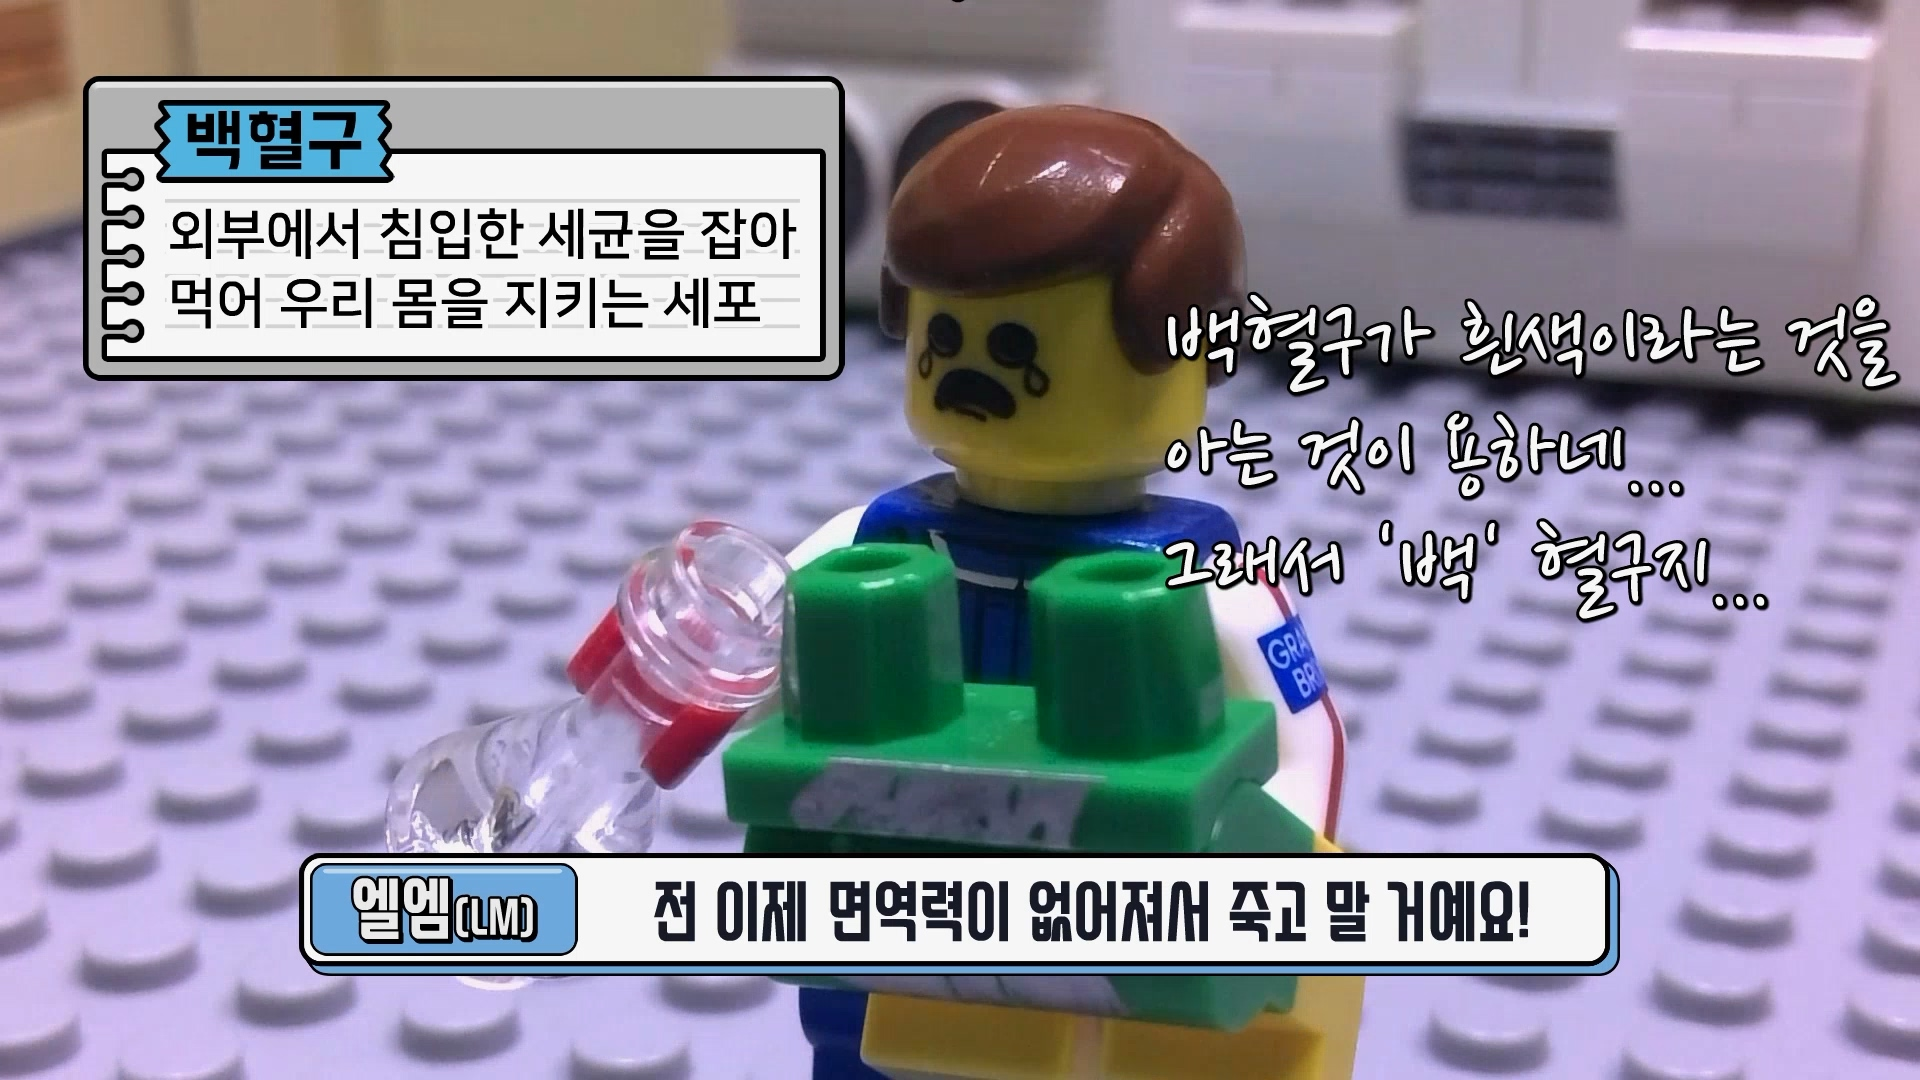 백혈구
외부에서 침입한 세균을 잡아
먹어 우리 몸을 지키는 세포
백혈구가 흰색이라는 것을
아는 것이 용하네...
그래서 '백' 혈구지...
GRA
BRI
엘엠(LM) 전 이제 면역력이 없어져서 죽고 말 거예요!